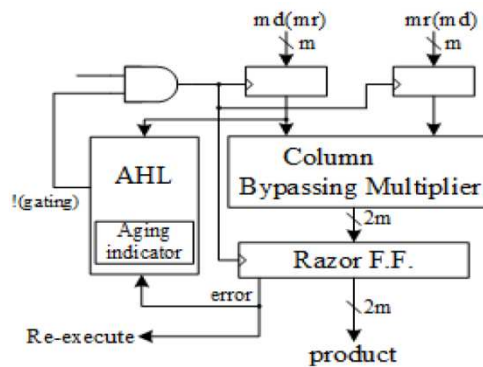 md(mr)
mr(md)
m
m
AHL
Column
Bypassing Multiplier
!(gating)
Aging
indicator
2m
Razor F.F.
error
2m
Re-execute
product